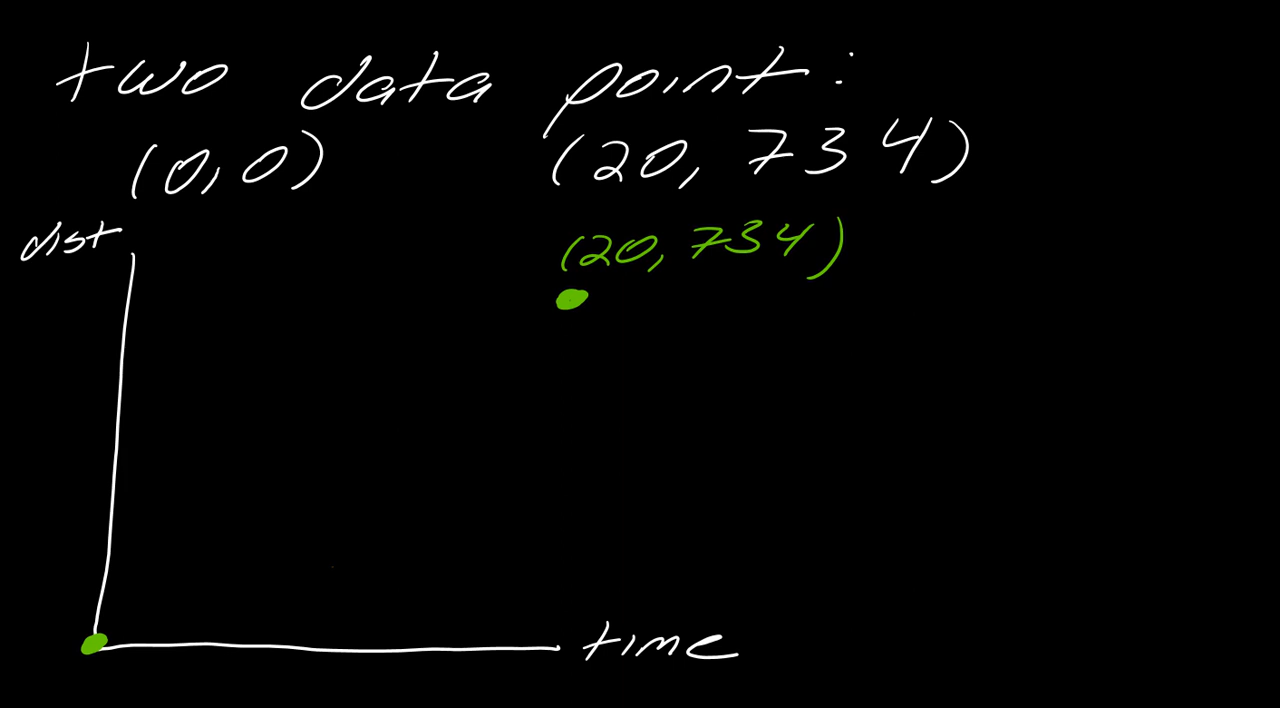 two data point:
(0,0) (20,734)
dist
(20,734)
time